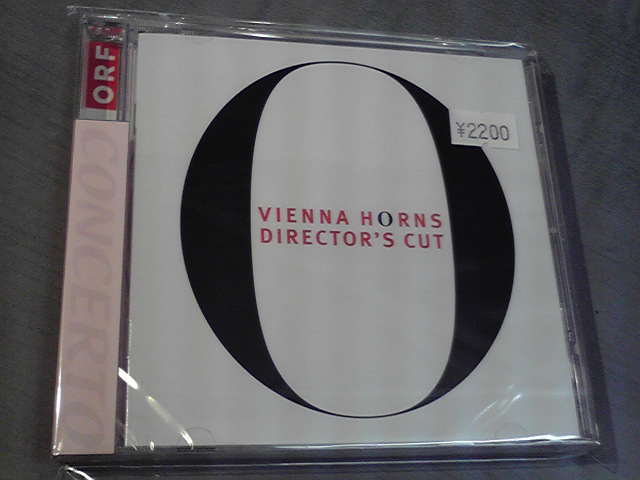 ORF
CONCERTO
¥2200
VIENNA HORNS
DIRECTOR'S CUT